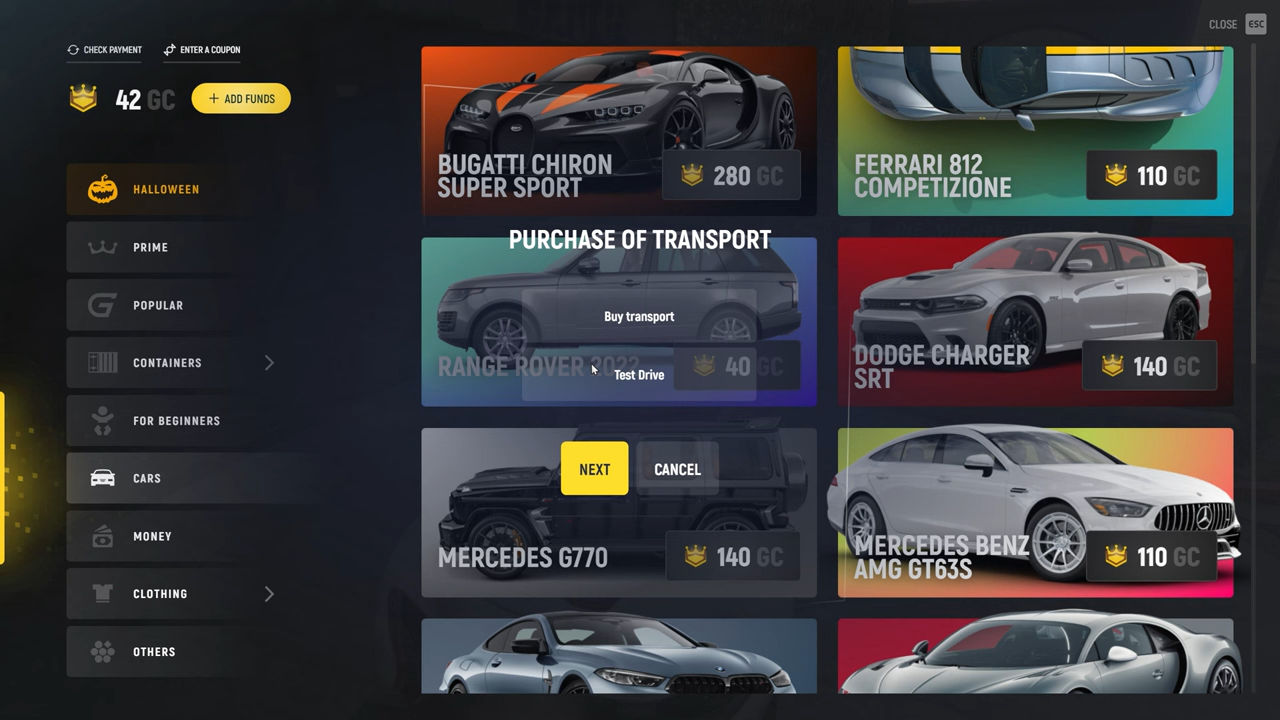 CLOSE ESC
CHECK PAYMENT ENTER A COUPON
42 GC + ADD FUNDS
HALLOWEEN
PRIME
POPULAR
CONTAINERS
FOR BEGINNERS
CARS
MONEY
CLOTHING
OTHERS
BUGATTI CHIRON
SUPER SPORT
280 GC
FERRARI 812
COMPETIZIONE
110 GC
PURCHASE OF TRANSPORT
Buy transport
Test Drive
NEXT CANCEL
RANGE ROVER 2022
40 GC
DODGE CHARGER
SRT
140 GC
MERCEDES G770
140 GC
MERCEDES BENZ
AMG GT63S
110 GC